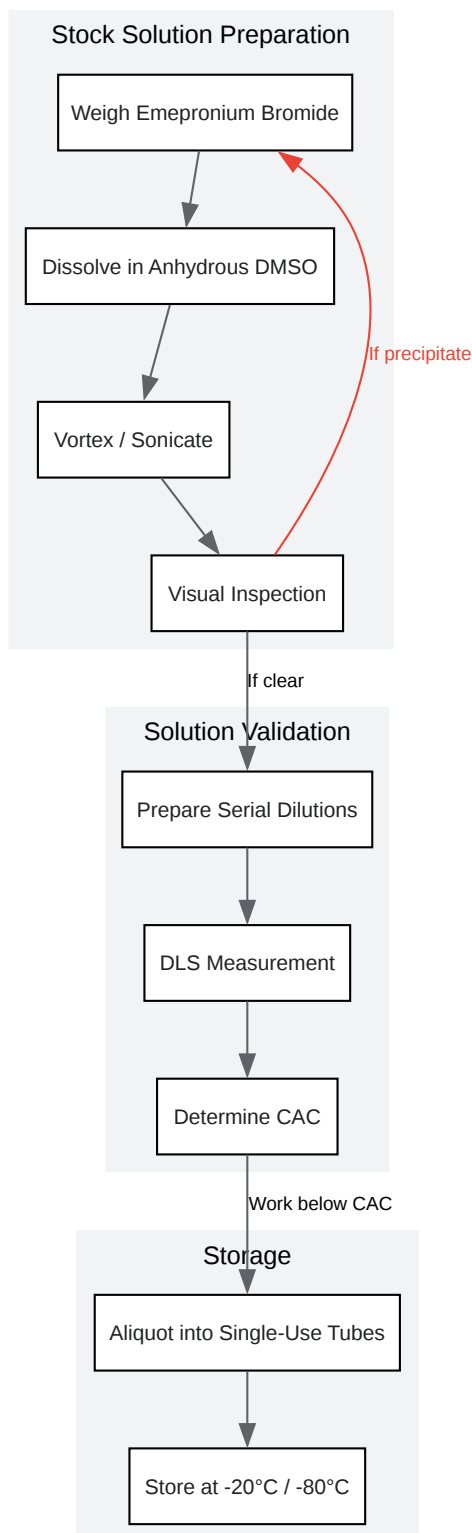 Stock Solution Preparation
Weigh Emepronium Bromide
Dissolve in Anhydrous DMSO
If precipitate
Vortex / Sonicate
Visual Inspection
If clear
Solution Validation
Prepare Serial Dilutions
DLS Measurement
Determine CAC
Work below CAC
Storage
Aliquot into Single-Use Tubes
Store at -20°C / -80°C